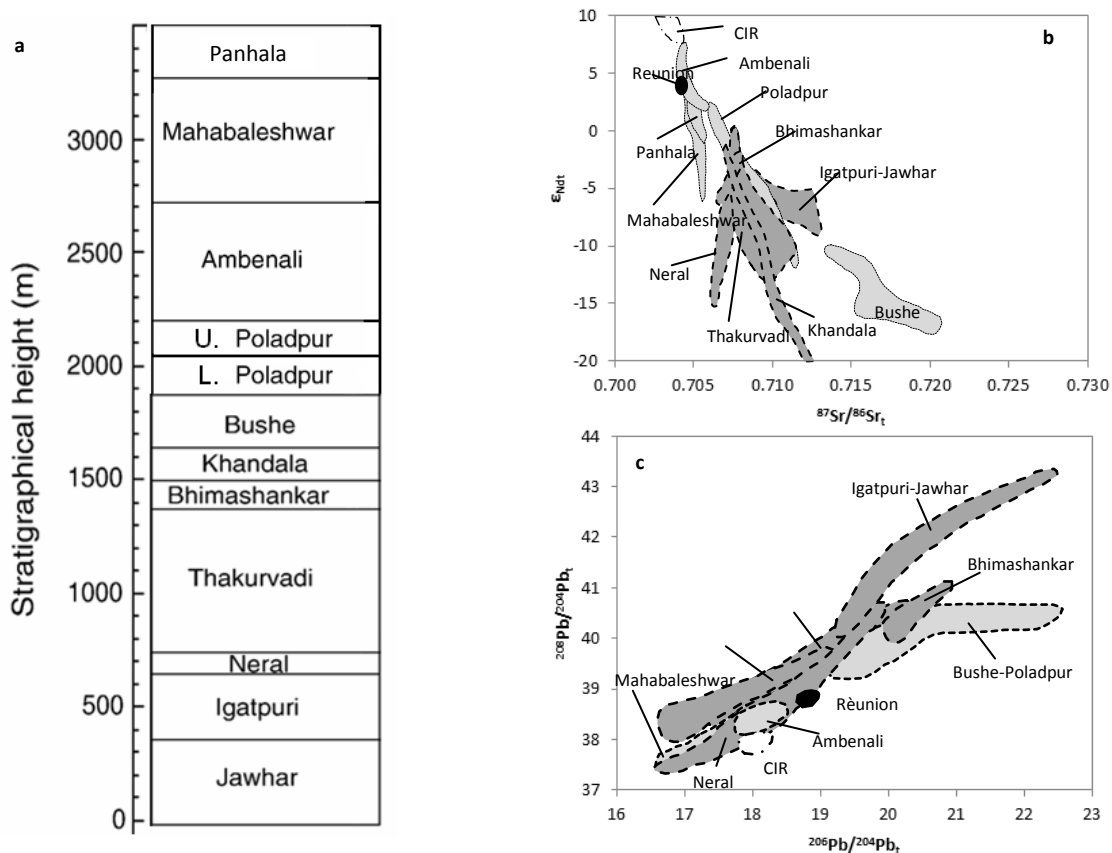 a
Stratigraphical height (m)
3000
2500
2000
1500
1000
500
0
Panhala
Mahabaleshwar
Ambenali
U. Poladpur
L. Poladpur
Bushe
Khandala
Bhimashankar
Thakurvadi
Neral
Igatpuri
Jawhar
b
10
5
0
-5
-10
-15
-20
εNdt
CIR
Ambenali
Reunion
Poladpur
Bhimashankar
Panhala
Igatpuri-Jawhar
Mahabaleshwar
Neral
Bushe
Thakurvadi
Khandala
0.700 0.705 0.710 0.715 0.720 0.725 0.730
⁸⁷Sr/⁸⁶Srₜ
c
44
43
42
41
40
39
38
37
²⁰⁸Pb/²⁰⁴Pbₜ
Igatpuri-Jawhar
Bhimashankar
Bushe-Poladpur
Mahabaleshwar
Rèunion
Ambenali
Neral
CIR
16 17 18 19 20 21 22 23
²⁰⁶Pb/²⁰⁴Pbₜ